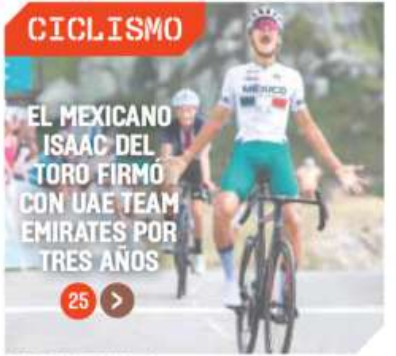 CICLISMO
EL MEXICANO
ISAAC DEL
TORO FIRMÓ
CON UAE TEAM
EMIRATES POR
TRES AÑOS
25
MÉXICO